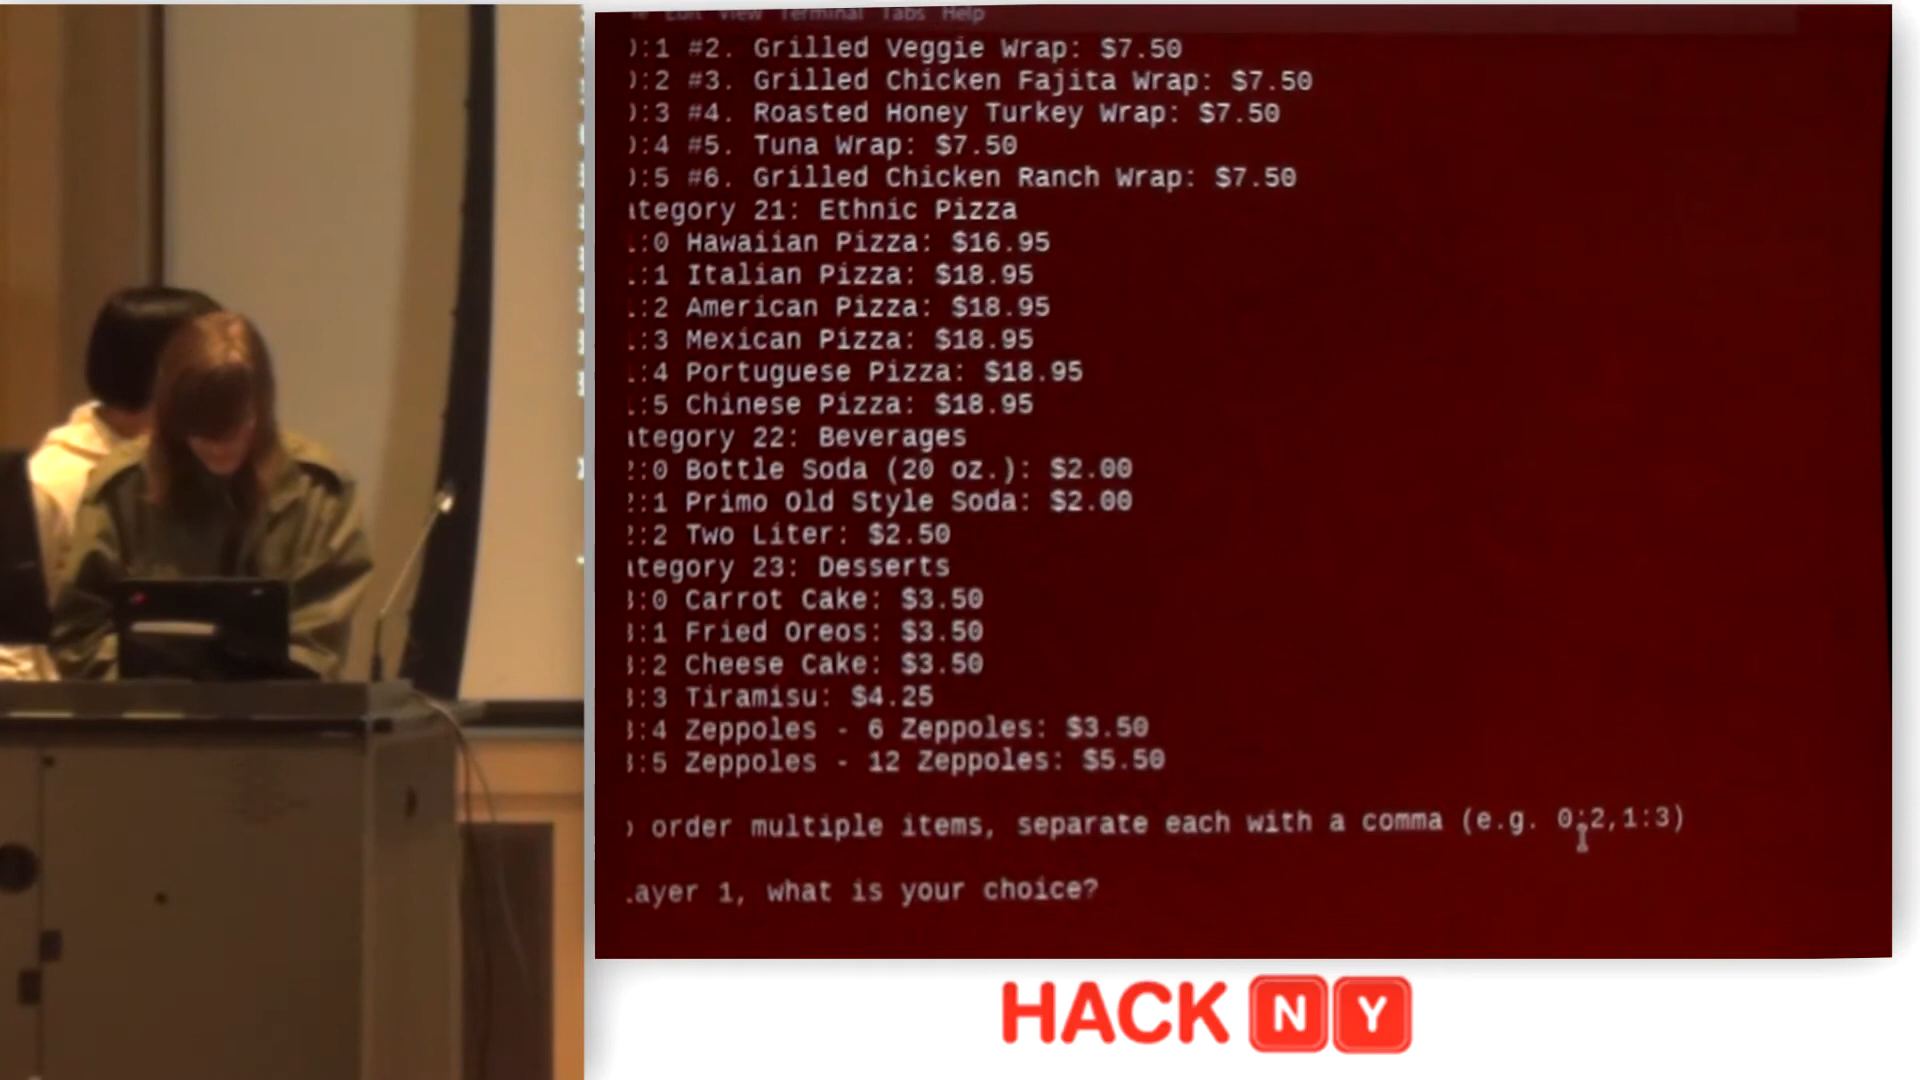 Edit View Terminal Tabs Help
):1 #2. Grilled Veggie Wrap: $7.50
):2 #3. Grilled Chicken Fajita Wrap: $7.50
):3 #4. Roasted Honey Turkey Wrap: $7.50
):4 #5. Tuna Wrap: $7.50
):5 #6. Grilled Chicken Ranch Wrap: $7.50
ategory 21: Ethnic Pizza
.:0 Hawaiian Pizza: $16.95
.:1 Italian Pizza: $18.95
.:2 American Pizza: $18.95
.:3 Mexican Pizza: $18.95
.:4 Portuguese Pizza: $18.95
.:5 Chinese Pizza: $18.95
ategory 22: Beverages
:0 Bottle Soda (20 oz.): $2.00
:1 Primo Old Style Soda: $2.00
:2 Two Liter: $2.50
ategory 23: Desserts
:0 Carrot Cake: $3.50
:1 Fried Oreos: $3.50
:2 Cheese Cake: $3.50
:3 Tiramisu: $4.25
:4 Zeppoles - 6 Zeppoles: $3.50
:5 Zeppoles - 12 Zeppoles: $5.50
order multiple items, separate each with a comma (e.g. 0:2,1:3)
layer 1, what is your choice?
HACK NY